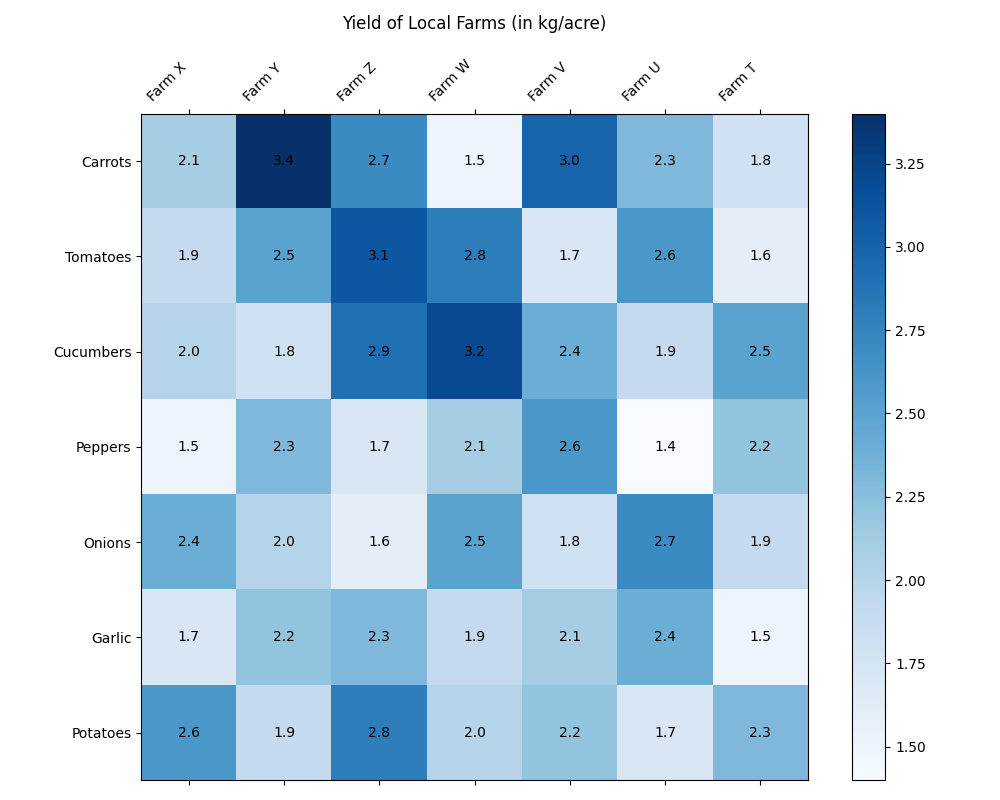 Yield of Local Farms (in kg/acre)
Farm X Farm Y Farm Z Farm W Farm V Farm U Farm T
Carrots 2.1 3.4 2.7 1.5 3.0 2.3 1.8
Tomatoes 1.9 2.5 3.1 2.8 1.7 2.6 1.6
Cucumbers 2.0 1.8 2.9 3.2 2.4 1.9 2.5
Peppers 1.5 2.3 1.7 2.1 2.6 1.4 2.2
Onions 2.4 2.0 1.6 2.5 1.8 2.7 1.9
Garlic 1.7 2.2 2.3 1.9 2.1 2.4 1.5
Potatoes 2.6 1.9 2.8 2.0 2.2 1.7 2.3
3.25
3.00
2.75
2.50
2.25
2.00
1.75
1.50